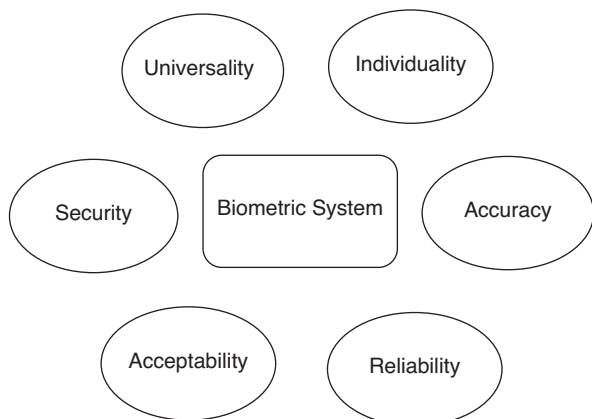 Universality
Individuality
Security
Biometric System
Accuracy
Acceptability
Reliability